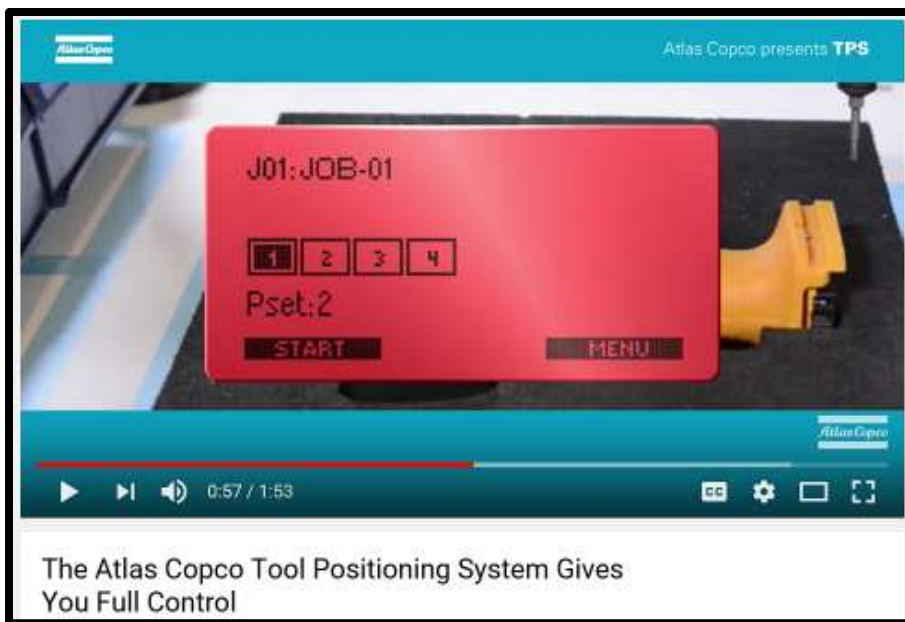 Atlas Copco
Atlas Copco presents TPS
J01:JOB-01
1 2 3 4
Pset:2
START MENU
Atlas Copco
0:57 / 1:53
CC
The Atlas Copco Tool Positioning System Gives
You Full Control